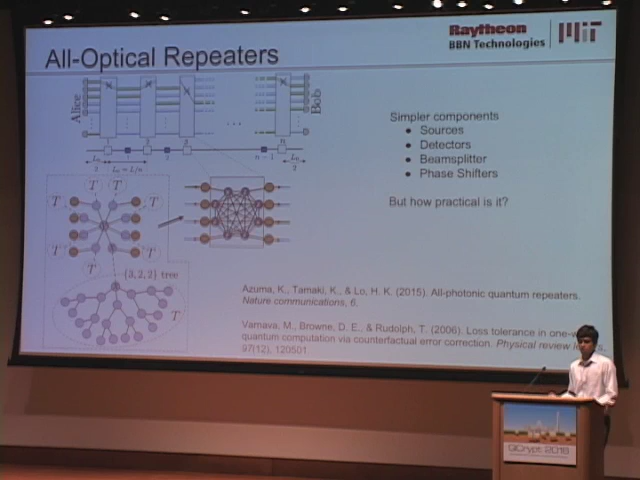 All-Optical Repeaters
Raytheon
BBN Technologies
MIT
Alice
Bob
Simpler components
• Sources
• Detectors
• Beamsplitter
• Phase Shifters
But how practical is it?
T T
T T
T T
T
{3, 2, 2} tree
T
Azuma, K., Tamaki, K., & Lo, H. K. (2015). All-photonic quantum repeaters.
Nature communications, 6.
Varnava, M., Browne, D. E., & Rudolph, T. (2006). Loss tolerance in one-
quantum computation via counterfactual error correction. Physical review
97(12), 120501
QCrypt 2016